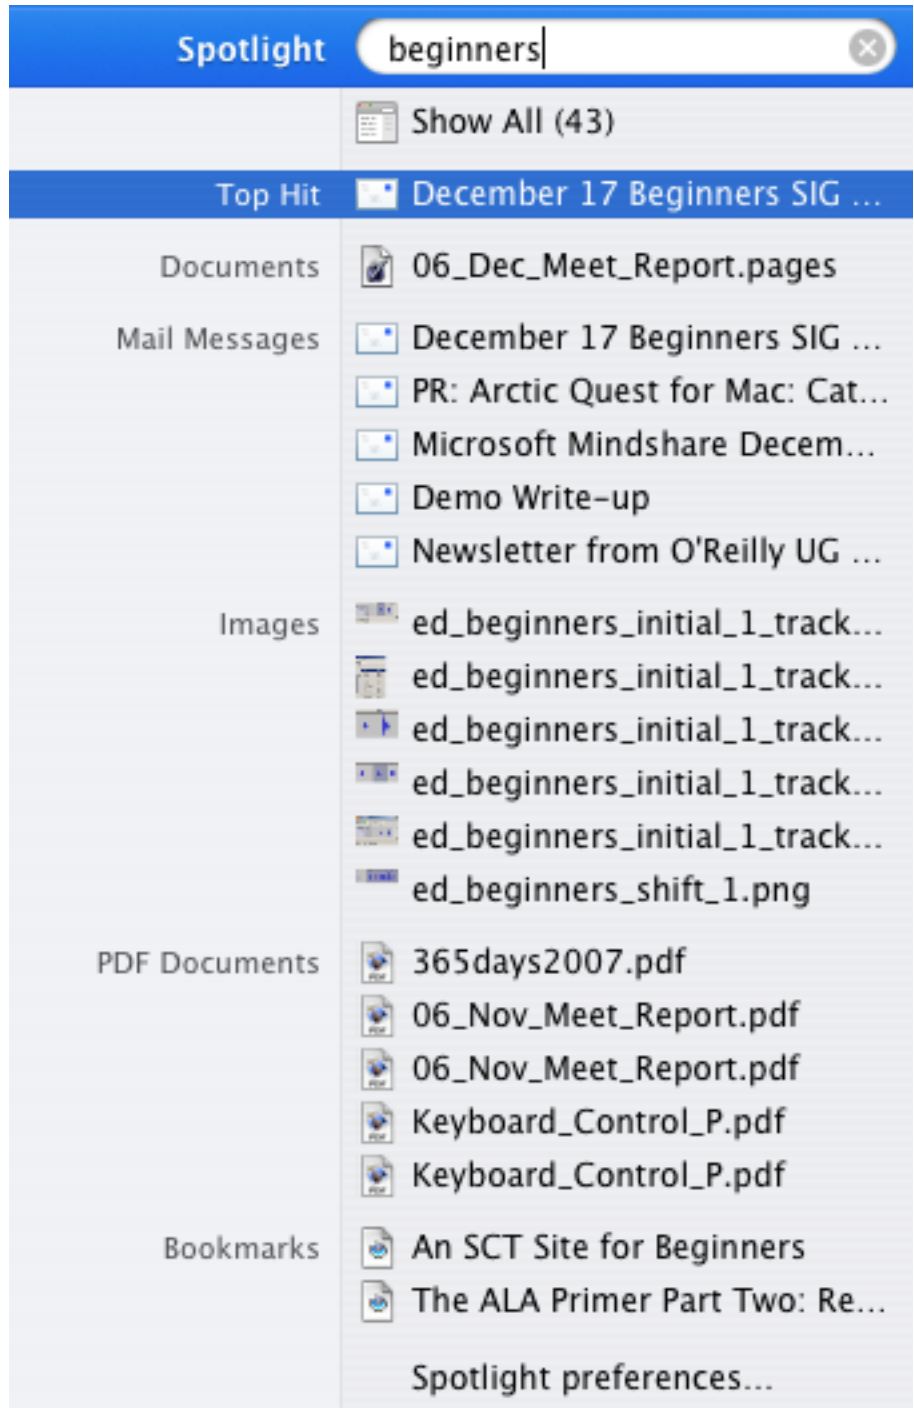 Spotlight beginners
Show All (43)
Top Hit December 17 Beginners SIG ...
Documents 06_Dec_Meet_Report.pages
Mail Messages December 17 Beginners SIG ...
PR: Arctic Quest for Mac: Cat...
Microsoft Mindshare Decem...
Demo Write-up
Newsletter from O'Reilly UG ...
Images ed_beginners_initial_1_track...
ed_beginners_initial_1_track...
ed_beginners_initial_1_track...
ed_beginners_initial_1_track...
ed_beginners_initial_1_track...
ed_beginners_shift_1.png
PDF Documents 365days2007.pdf
06_Nov_Meet_Report.pdf
06_Nov_Meet_Report.pdf
Keyboard_Control_P.pdf
Keyboard_Control_P.pdf
Bookmarks An SCT Site for Beginners
The ALA Primer Part Two: Re...
Spotlight preferences...